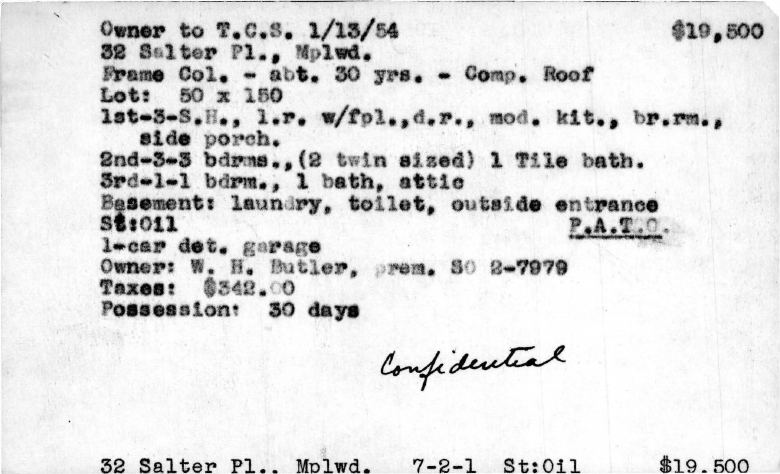 Owner to T.C.S. 1/13/54 $19,500
32 Salter Pl., Mplwd.
Frame Col. - abt. 30 yrs. - Comp. Roof
Lot: 50 x 150
1st-3-S.H., l.r. w/fpl.,d.r., mod. kit., br.rm.,
side porch.
2nd-3-3 bdrms.,(2 twin sized) 1 Tile bath.
3rd-1-1 bdrm., 1 bath, attic
Basement: laundry, toilet, outside entrance
St:Oil P.A.T.O.
1-car det. garage
Owner: W. H. Butler, prem. SO 2-7979
Taxes: $342.00
Possession: 30 days
Confidential
32 Salter Pl., Mplwd. 7-2-1 St:Oil $19,500